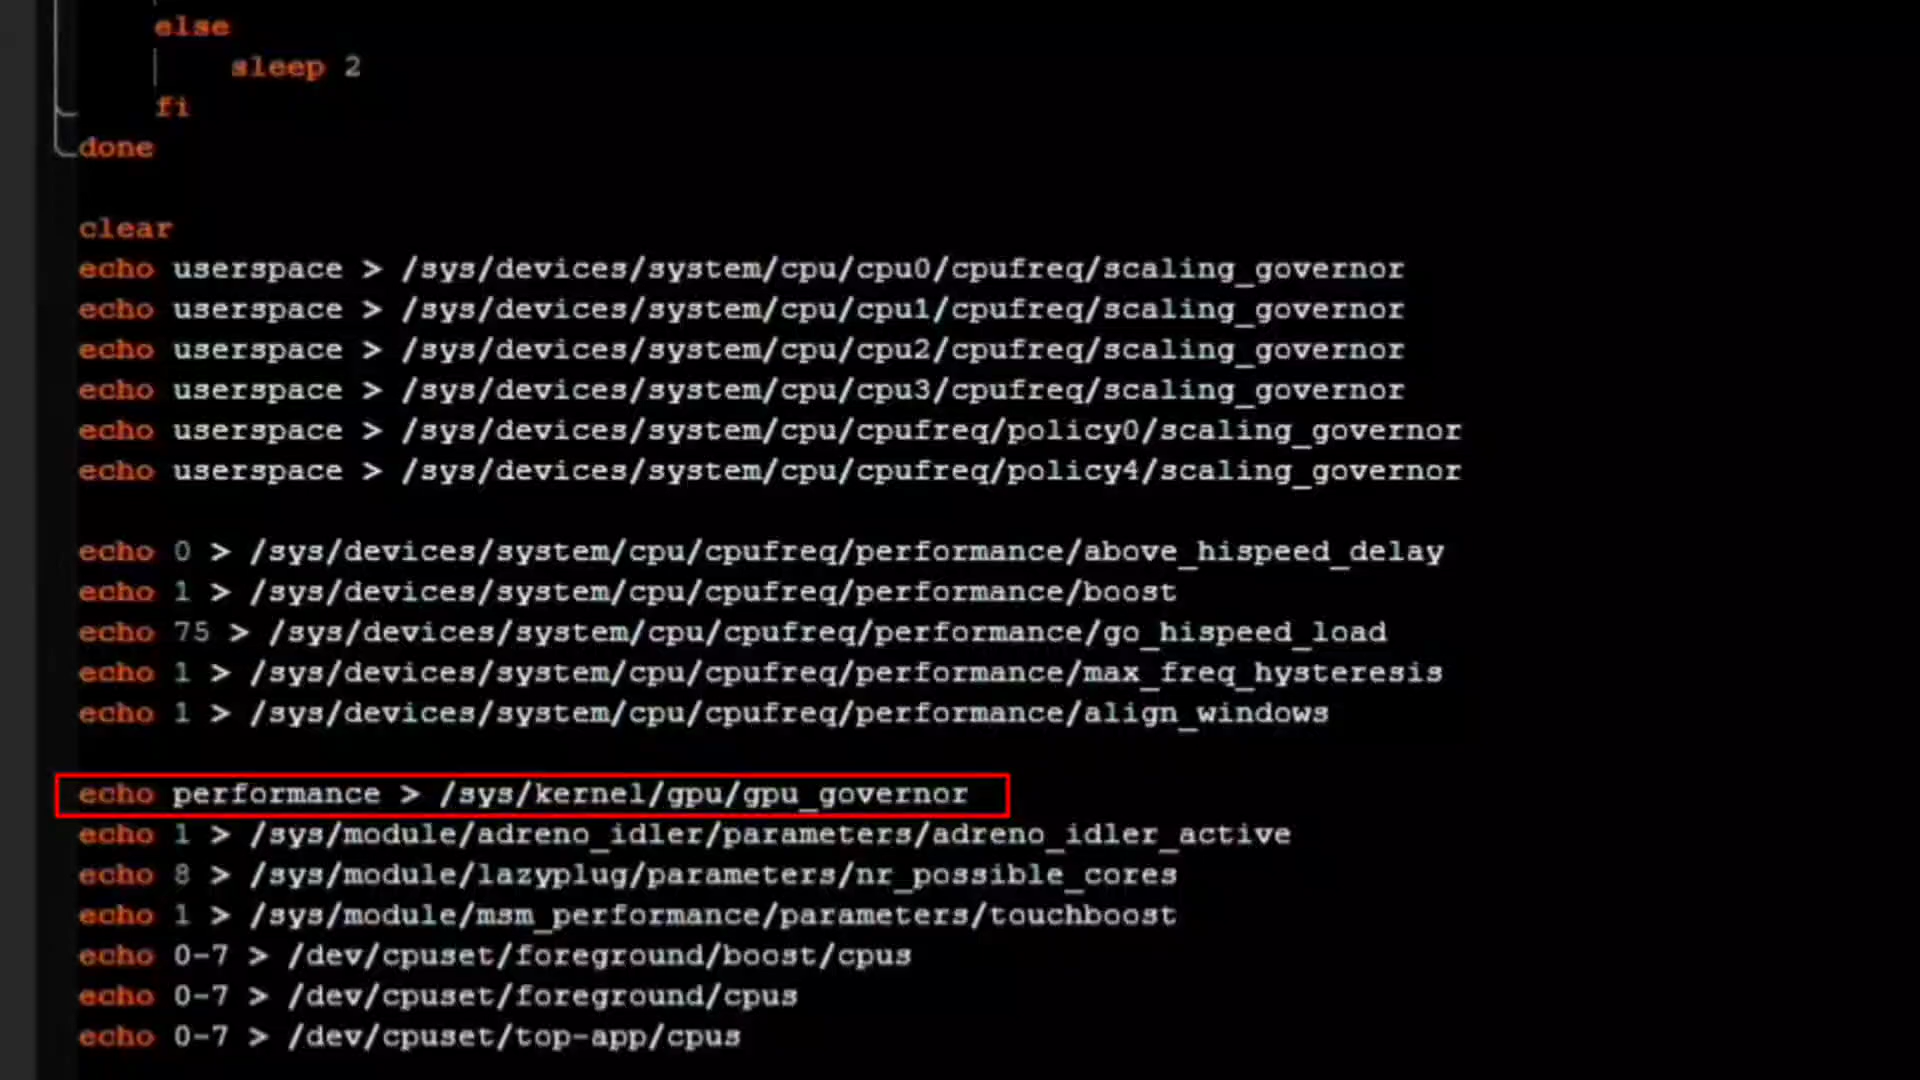 else
sleep 2
fi
done
clear
echo userspace > /sys/devices/system/cpu/cpu0/cpufreq/scaling_governor
echo userspace > /sys/devices/system/cpu/cpu1/cpufreq/scaling_governor
echo userspace > /sys/devices/system/cpu/cpu2/cpufreq/scaling_governor
echo userspace > /sys/devices/system/cpu/cpu3/cpufreq/scaling_governor
echo userspace > /sys/devices/system/cpu/cpufreq/policy0/scaling_governor
echo userspace > /sys/devices/system/cpu/cpufreq/policy4/scaling_governor
echo 0 > /sys/devices/system/cpu/cpufreq/performance/above_hispeed_delay
echo 1 > /sys/devices/system/cpu/cpufreq/performance/boost
echo 75 > /sys/devices/system/cpu/cpufreq/performance/go_hispeed_load
echo 1 > /sys/devices/system/cpu/cpufreq/performance/max_freq_hysteresis
echo 1 > /sys/devices/system/cpu/cpufreq/performance/align_windows
echo performance > /sys/kernel/gpu/gpu_governor
echo 1 > /sys/module/adreno_idler/parameters/adreno_idler_active
echo 8 > /sys/module/lazyplug/parameters/nr_possible_cores
echo 1 > /sys/module/msm_performance/parameters/touchboost
echo 0-7 > /dev/cpuset/foreground/boost/cpus
echo 0-7 > /dev/cpuset/foreground/cpus
echo 0-7 > /dev/cpuset/top-app/cpus